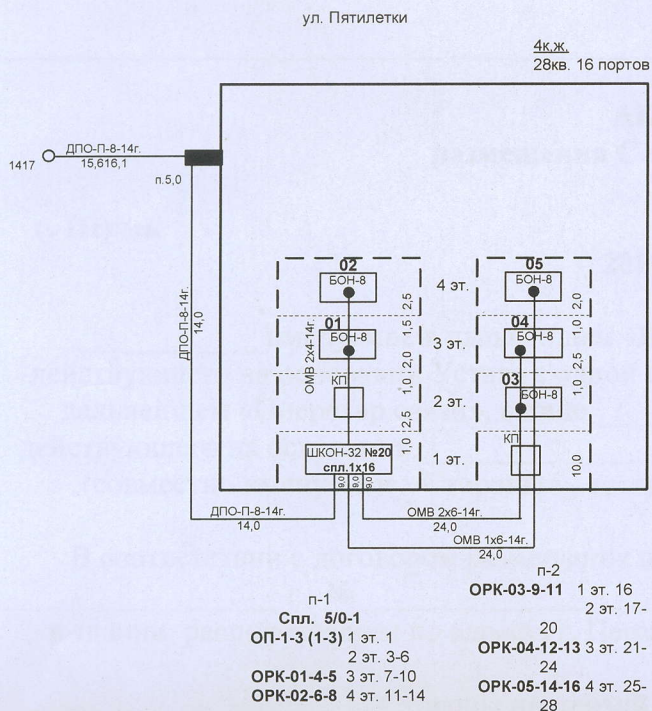 ул. Пятилетки
4к.ж.
28кв. 16 портов
1417
ДПО-П-8-14г.
15,616,1
п.5,0
ДПО-П-8-14г.
14,0
02
БОН-8
2,5
01
БОН-8
1,5
ОМВ 2х4-14г.
2,0
КП
1,0
2,5
1,0
ШКОН-32 №20
спл.1х16
9,0
9,0
9,0
4 эт.
3 эт.
2 эт.
1 эт.
05
БОН-8
2,0
04
БОН-8
1,0
2,5
03
БОН-8
1,0
КП
10,0
ДПО-П-8-14г.
14,0
ОМВ 2х6-14г.
24,0
ОМВ 1х6-14г.
24,0
п-1
Спл. 5/0-1
ОП-1-3 (1-3) 1 эт. 1
2 эт. 3-6
ОРК-01-4-5 3 эт. 7-10
ОРК-02-6-8 4 эт. 11-14
п-2
ОРК-03-9-11 1 эт. 16
2 эт. 17-
20
ОРК-04-12-13 3 эт. 21-
24
ОРК-05-14-16 4 эт. 25-
28